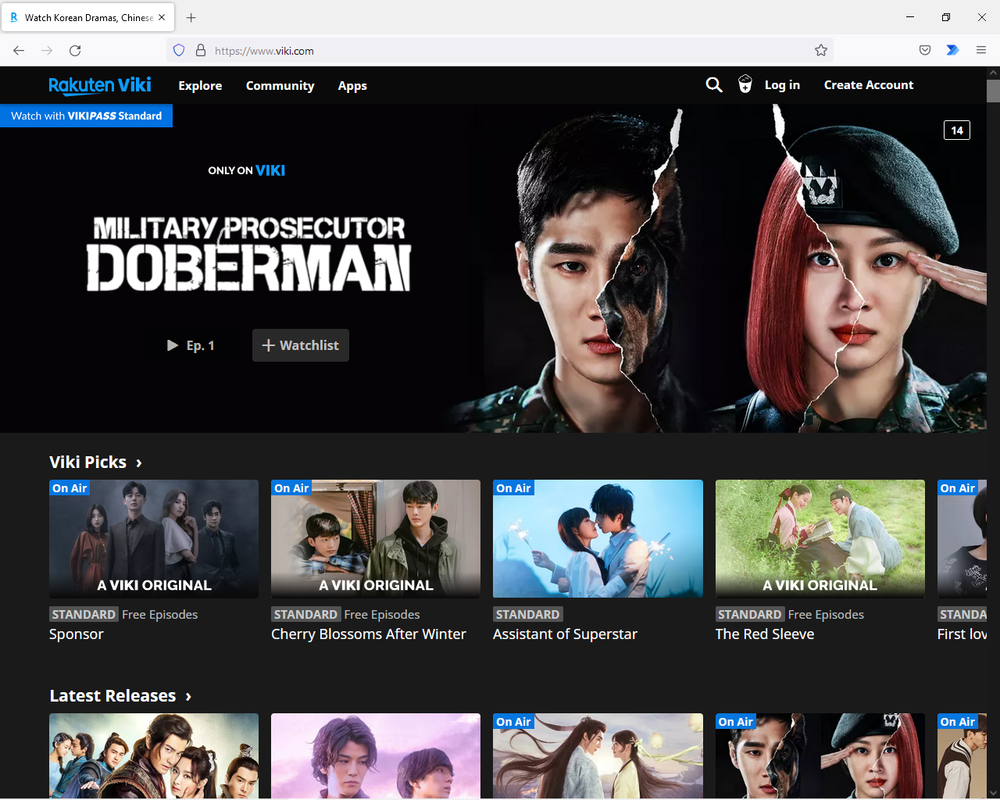 Watch Korean Dramas, Chinese
https://www.viki.com
Rakuten Viki
Explore
Community
Apps
Log in
Create Account
Watch with VIKIPASS Standard
14
ONLY ON VIKI
MILITARY PROSECUTOR
DOBERMAN
Ep. 1
Watchlist
Viki Picks
On Air
A VIKI ORIGINAL
STANDARD Free Episodes
Sponsor
On Air
A VIKI ORIGINAL
STANDARD Free Episodes
Cherry Blossoms After Winter
On Air
STANDARD
Assistant of Superstar
A VIKI ORIGINAL
STANDARD Free Episodes
The Red Sleeve
On Air
STANDA
First lov
Latest Releases
On Air
On Air
On Air